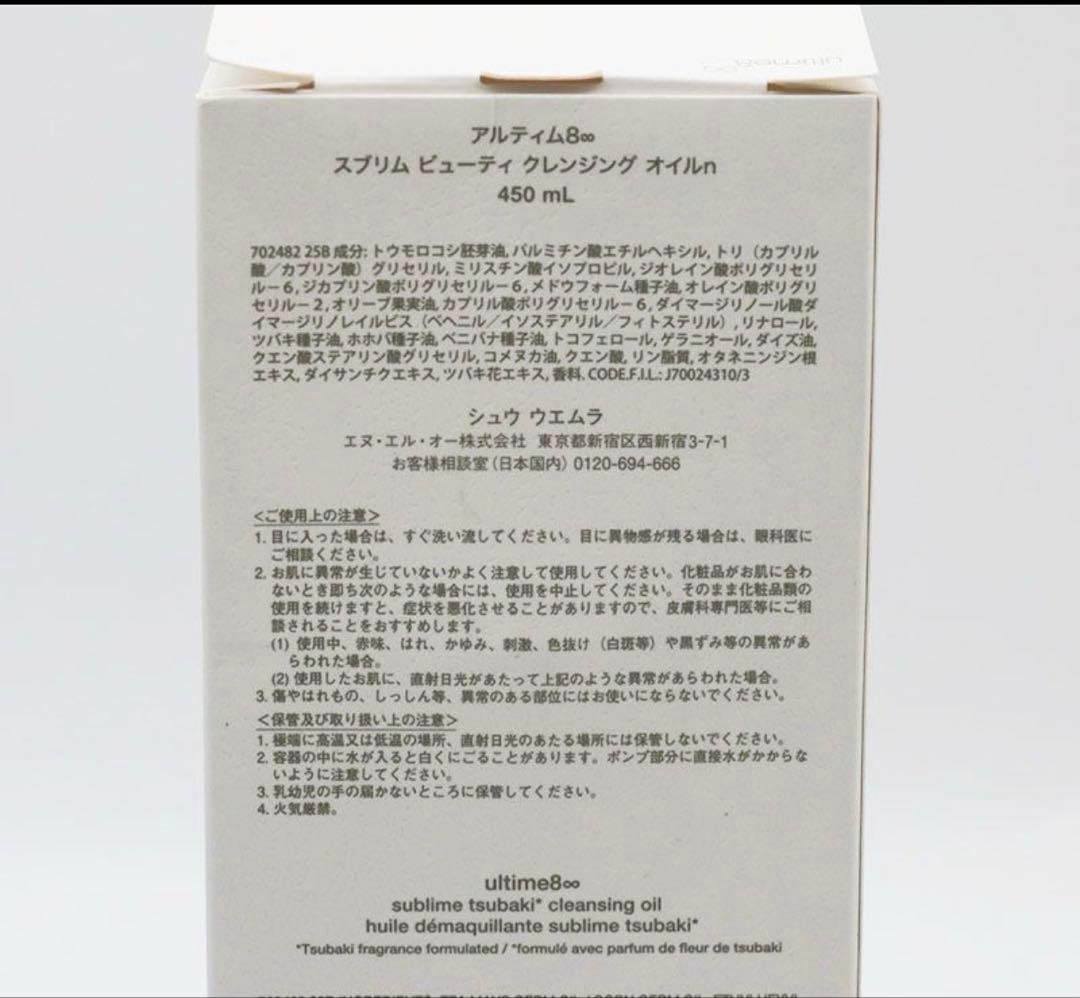 ultime8∞
アルティム8∞
スブリム ビューティ クレンジング オイルn
450 mL
702482 25B 成分: トウモロコシ胚芽油, パルミチン酸エチルヘキシル, トリ（カプリル
酸／カプリン酸）グリセリル, ミリスチン酸イソプロピル, ジオレイン酸ポリグリセリ
ル－6, ジカプリン酸ポリグリセリル－6, メドウフォーム種子油, オレイン酸ポリグリ
セリル－2, オリーブ果実油, カプリル酸ポリグリセリル－6, ダイマージリノール酸ダ
イマージリノレイルビス（ベヘニル／イソステアリル／フィトステリル）, リナロール,
ツバキ種子油, ホホバ種子油, ベニバナ種子油, トコフェロール, ゲラニオール, ダイズ油,
クエン酸ステアリン酸グリセリル, コメヌカ油, クエン酸, リン脂質, オタネニンジン根
エキス, ダイサンチクエキス, ツバキ花エキス, 香料. CODE.F.I.L.: J70024310/3
シュウ ウエムラ
エヌ・エル・オー株式会社 東京都新宿区西新宿3-7-1
お客様相談室（日本国内）0120-694-666
＜ご使用上の注意＞
1. 目に入った場合は、すぐ洗い流してください。目に異物感が残る場合は、眼科医に
ご相談ください。
2. お肌に異常が生じていないかよく注意して使用してください。化粧品がお肌に合わ
ないとき即ち次のような場合には、使用を中止してください。そのまま化粧品類の
使用を続けますと、症状を悪化させることがありますので、皮膚科専門医等にご相
談されることをおすすめします。
(1) 使用中、赤味、はれ、かゆみ、刺激、色抜け（白斑等）や黒ずみ等の異常があ
らわれた場合。
(2) 使用したお肌に、直射日光があたって上記のような異常があらわれた場合。
3. 傷やはれもの、しっしん等、異常のある部位にはお使いにならないでください。
＜保管及び取り扱い上の注意＞
1. 極端に高温又は低温の場所、直射日光のあたる場所には保管しないでください。
2. 容器の中に水が入ると白くにごることがあります。ポンプ部分に直接水がかからな
いように注意してください。
3. 乳幼児の手の届かないところに保管してください。
4. 火気厳禁。
ultime8∞
sublime tsubaki* cleansing oil
huile démaquillante sublime tsubaki*
*Tsubaki fragrance formulated / *formulé avec parfum de fleur de tsubaki